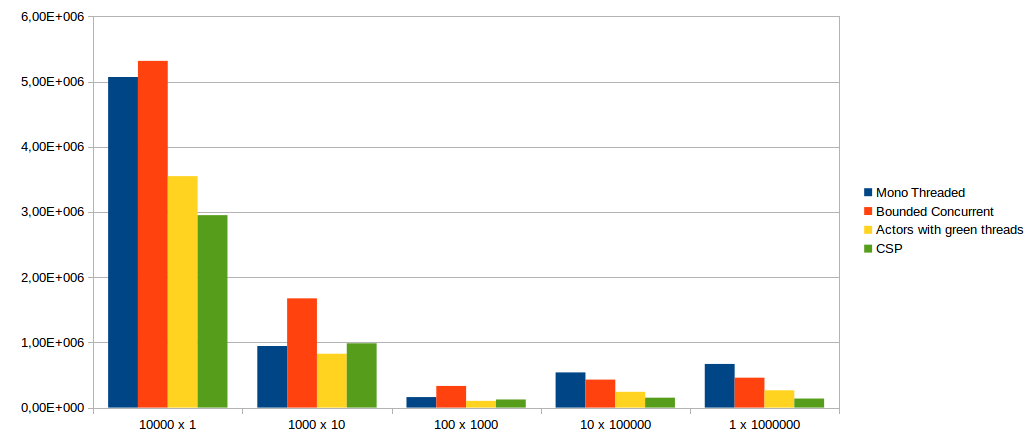 6,00E+006
5,00E+006
4,00E+006
3,00E+006
2,00E+006
1,00E+006
0,00E+000
10000 x 1
1000 x 10
100 x 1000
10 x 100000
1 x 1000000
Mono Threaded
Bounded Concurrent
Actors with green threads
CSP